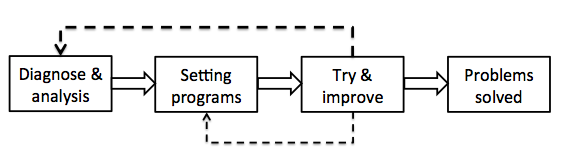 Diagnose &
analysis
Setting
programs
Try &
improve
Problems
solved